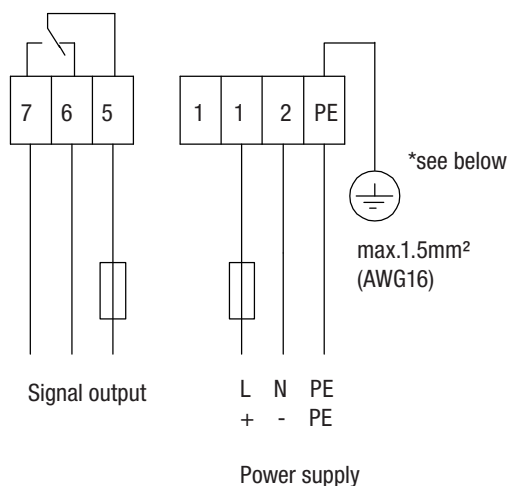 7 6 5
1 1 2 PE
*see below
max.1.5mm²
(AWG16)
Signal output
L N PE
+ - PE
Power supply